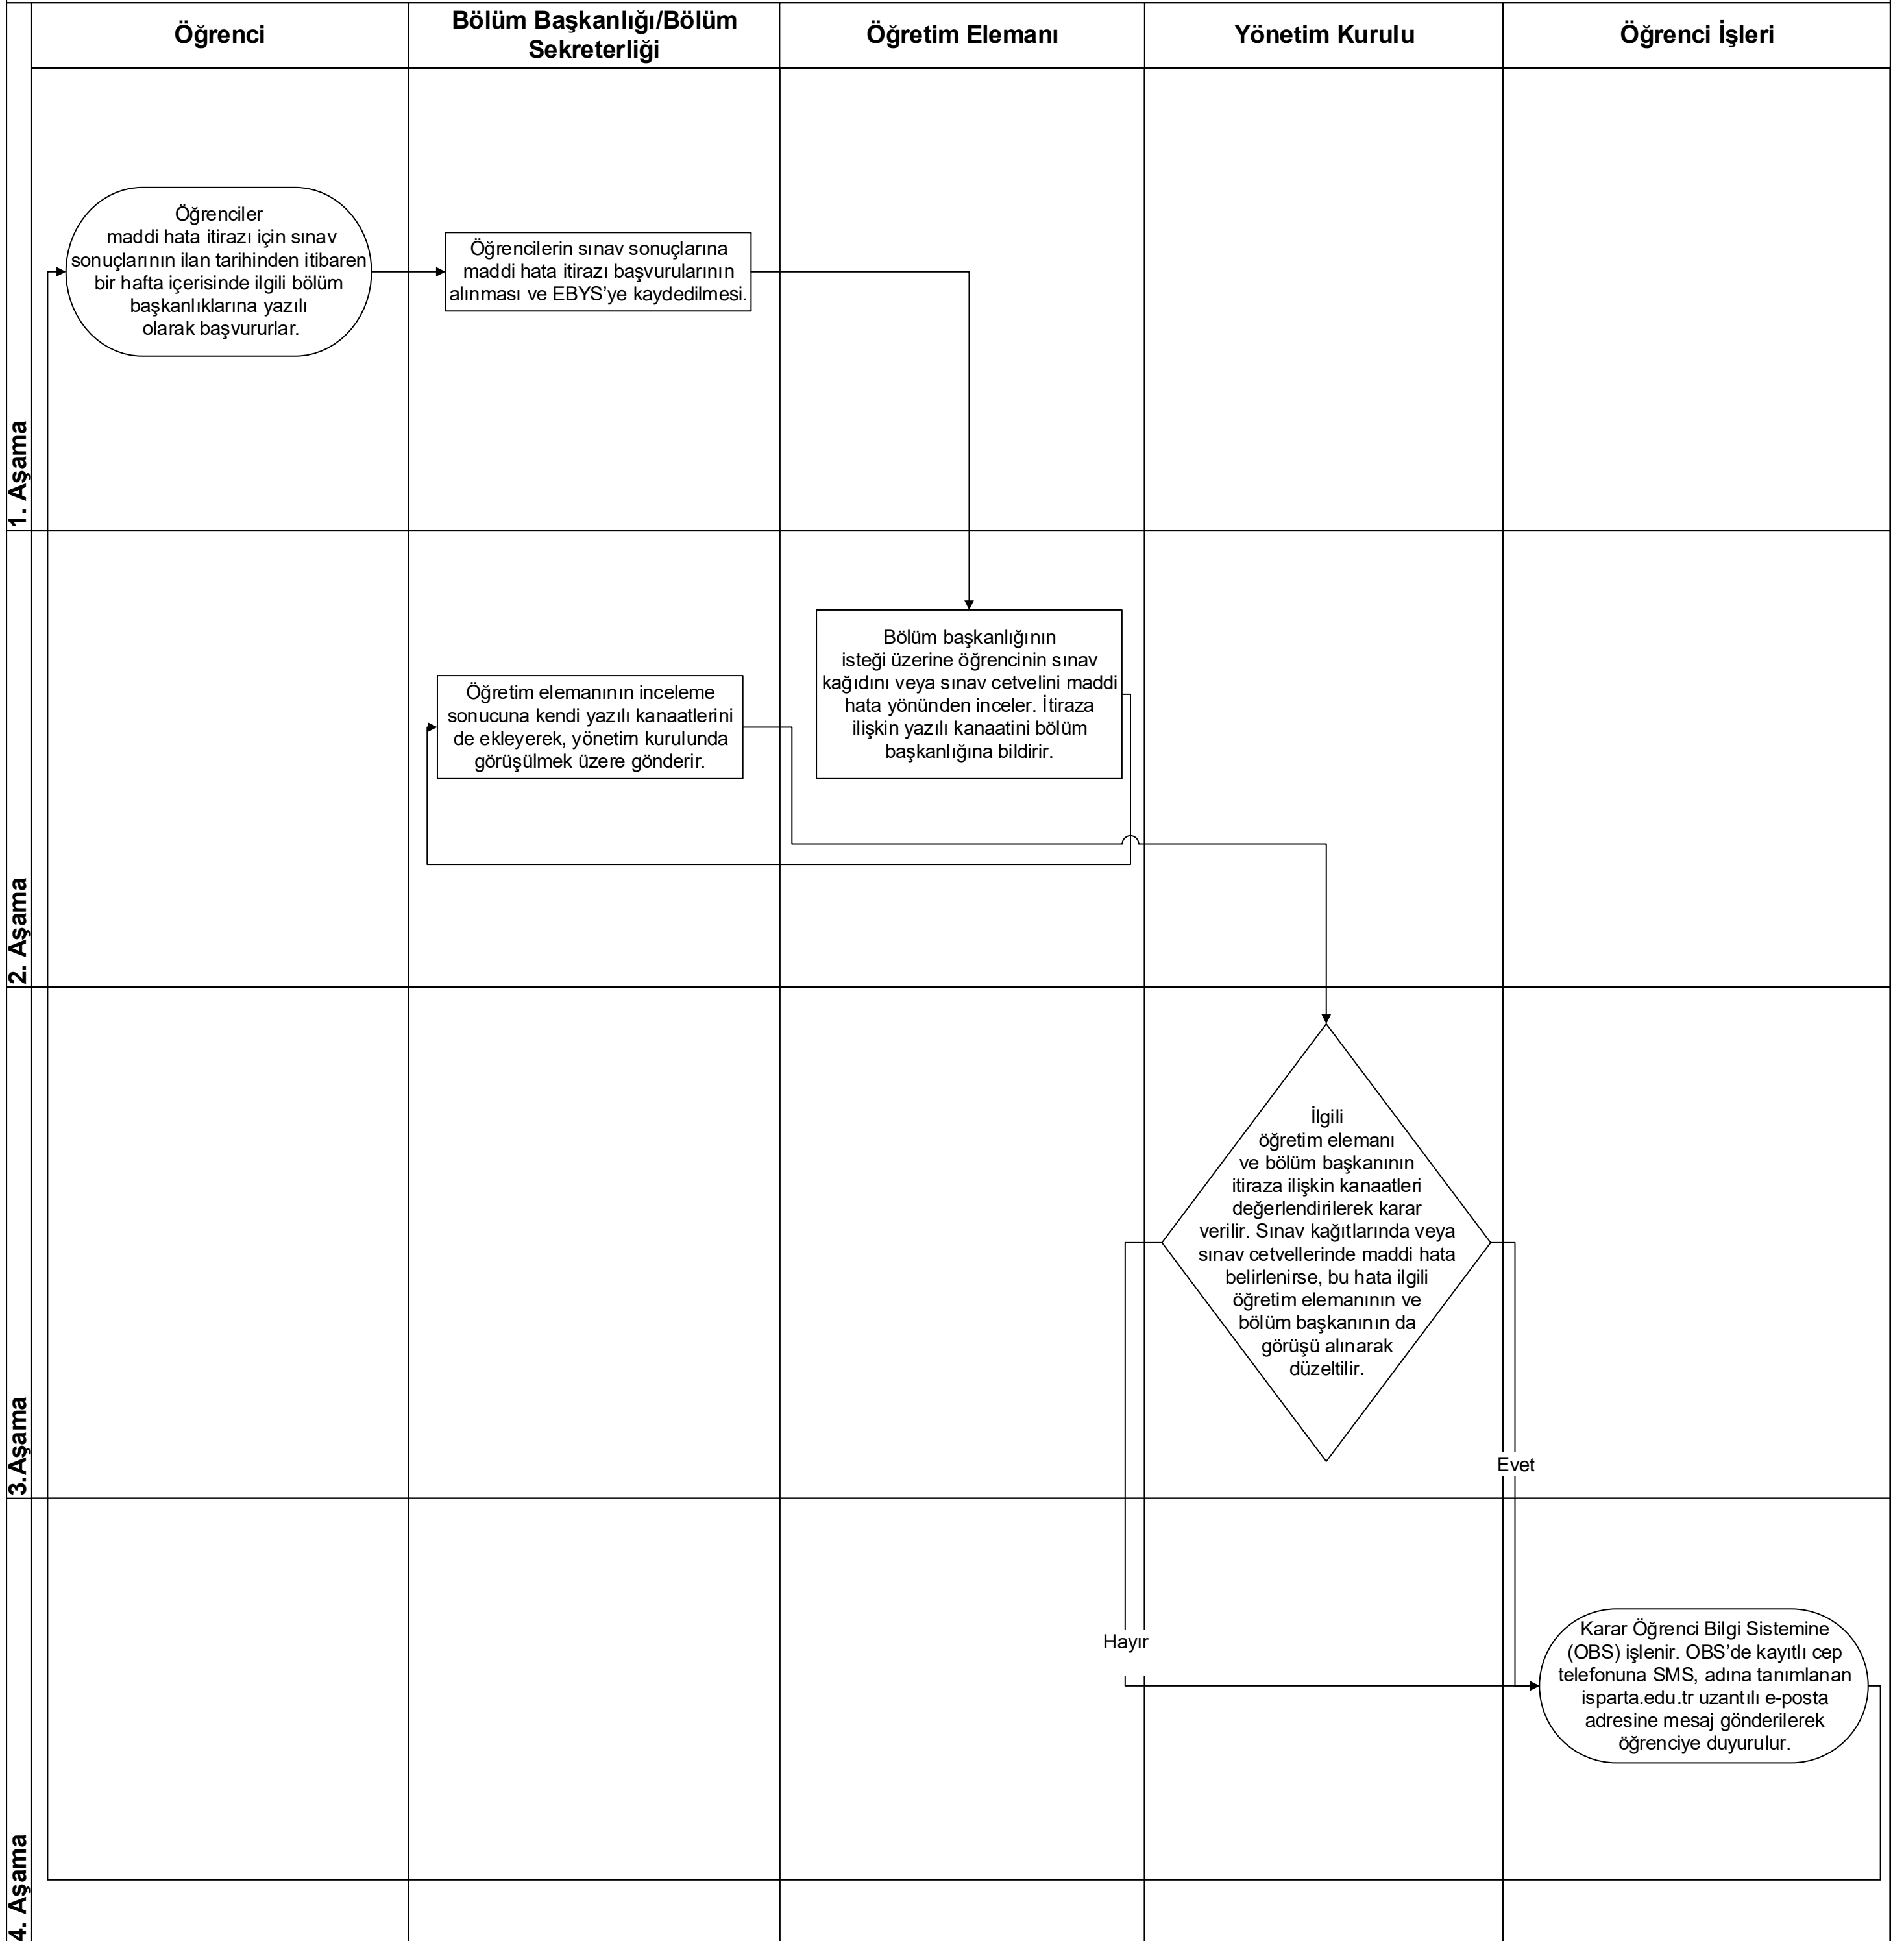 Öğrenci
Bölüm Başkanlığı/Bölüm
Sekreterliği
Öğretim Elemanı
Yönetim Kurulu
Öğrenci İşleri
1. Aşama
Öğrenciler
maddi hata itirazı için sınav
sonuçlarının ilan tarihinden itibaren
bir hafta içerisinde ilgili bölüm
başkanlıklarına yazılı
olarak başvururlar.
Öğrencilerin sınav sonuçlarına
maddi hata itirazı başvurularının
alınması ve EBYS’ye kaydedilmesi.
2. Aşama
Bölüm başkanlığının
isteği üzerine öğrencinin sınav
kağıdını veya sınav cetvelini maddi
hata yönünden inceler. İtiraza
ilişkin yazılı kanaatini bölüm
başkanlığına bildirir.
Öğretim elemanının inceleme
sonucuna kendi yazılı kanaatlerini
de ekleyerek, yönetim kurulunda
görüşülmek üzere gönderir.
3.Aşama
İlgili
öğretim elemanı
ve bölüm başkanının
itiraza ilişkin kanaatleri
değerlendirilerek karar
verilir. Sınav kağıtlarında veya
sınav cetvellerinde maddi hata
belirlenirse, bu hata ilgili
öğretim elemanının ve
bölüm başkanının da
görüşü alınarak
düzeltilir.
Evet
4. Aşama
Hayır
Karar Öğrenci Bilgi Sistemine
(OBS) işlenir. OBS’de kayıtlı cep
telefonuna SMS, adına tanımlanan
isparta.edu.tr uzantılı e-posta
adresine mesaj gönderilerek
öğrenciye duyurulur.